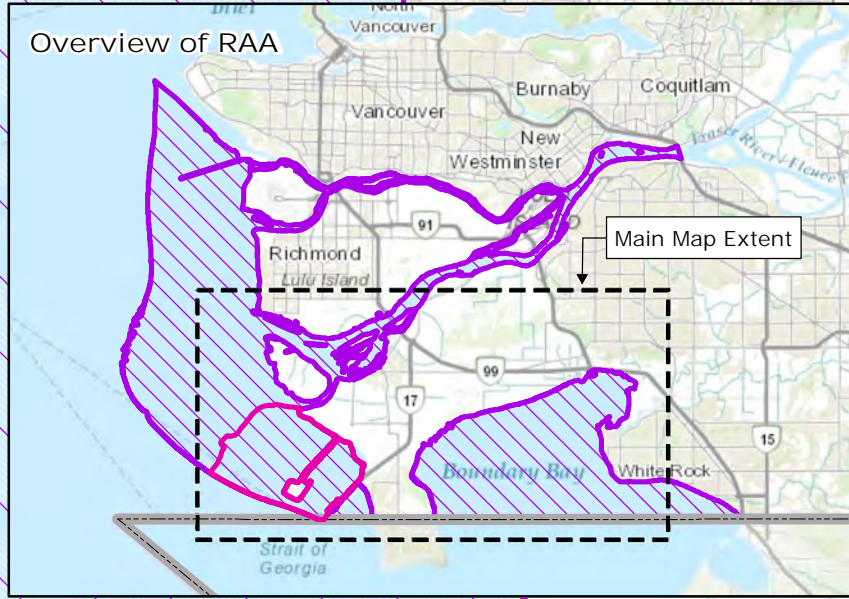 Overview of RAA
North
Vancouver
Burnaby
Coquitlam
Vancouver
New
Westminster
Fraser River / Fleuve
91
Main Map Extent
Richmond
Lulu Island
99
17
15
Boundary Bay
White Rock
Strait of
Georgia